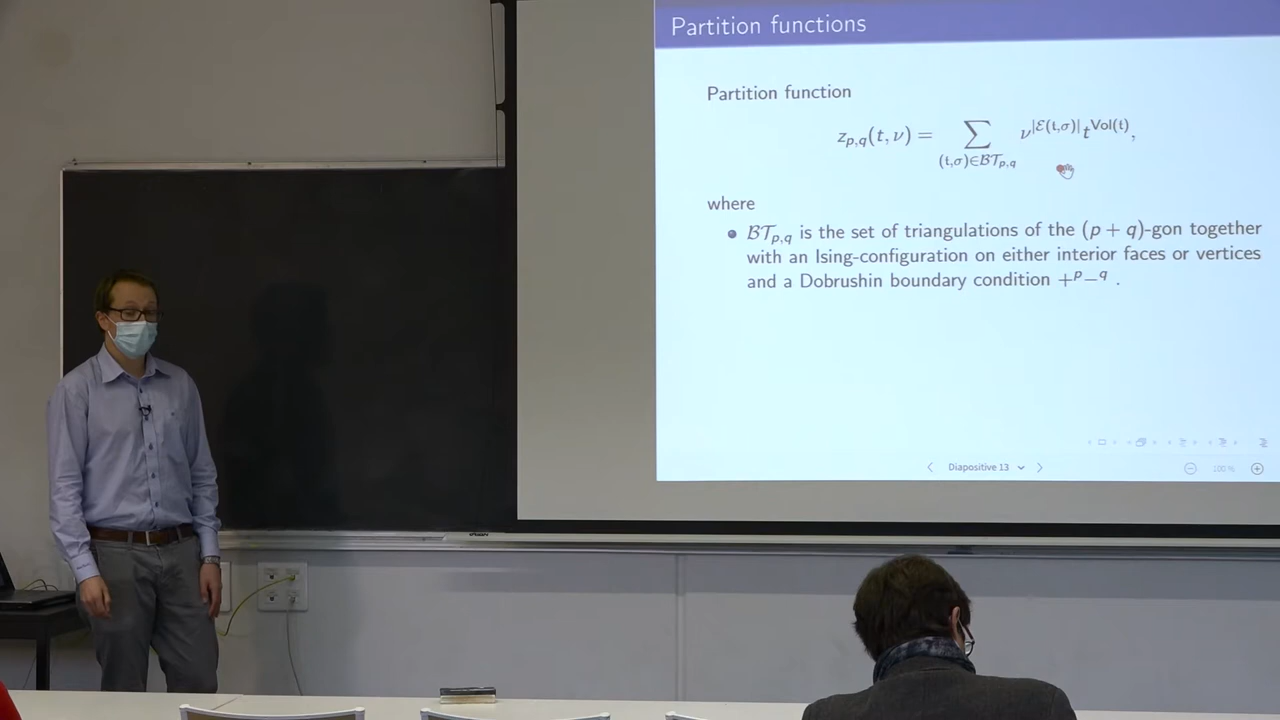 Partition functions
Partition function
z_{p,q}(t, ν) = ∑_{(t,σ)∈BT_{p,q}} ν^{|E(t,σ)|} t^{Vol(t)},
where
BT_{p,q} is the set of triangulations of the (p + q)-gon together
with an Ising-configuration on either interior faces or vertices
and a Dobrushin boundary condition +^p −^q .
Diapositive 13
100 %